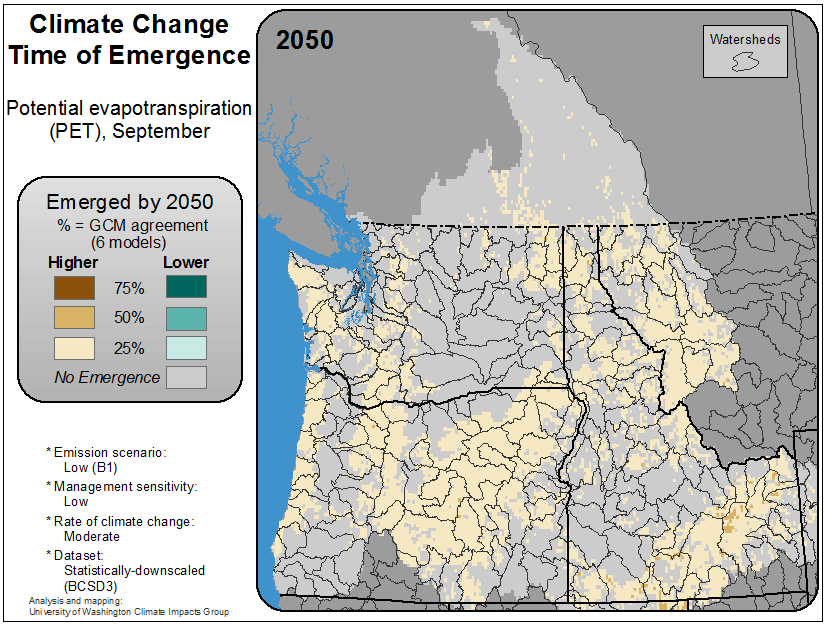 Climate Change
Time of Emergence
Potential evapotranspiration
(PET), September
Emerged by 2050
% = GCM agreement
(6 models)
Higher Lower
75%
50%
25%
No Emergence
* Emission scenario:
Low (B1)
* Management sensitivity:
Low
* Rate of climate change:
Moderate
* Dataset:
Statistically-downscaled
(BCSD3)
Analysis and mapping:
University of Washington Climate Impacts Group
2050
Watersheds